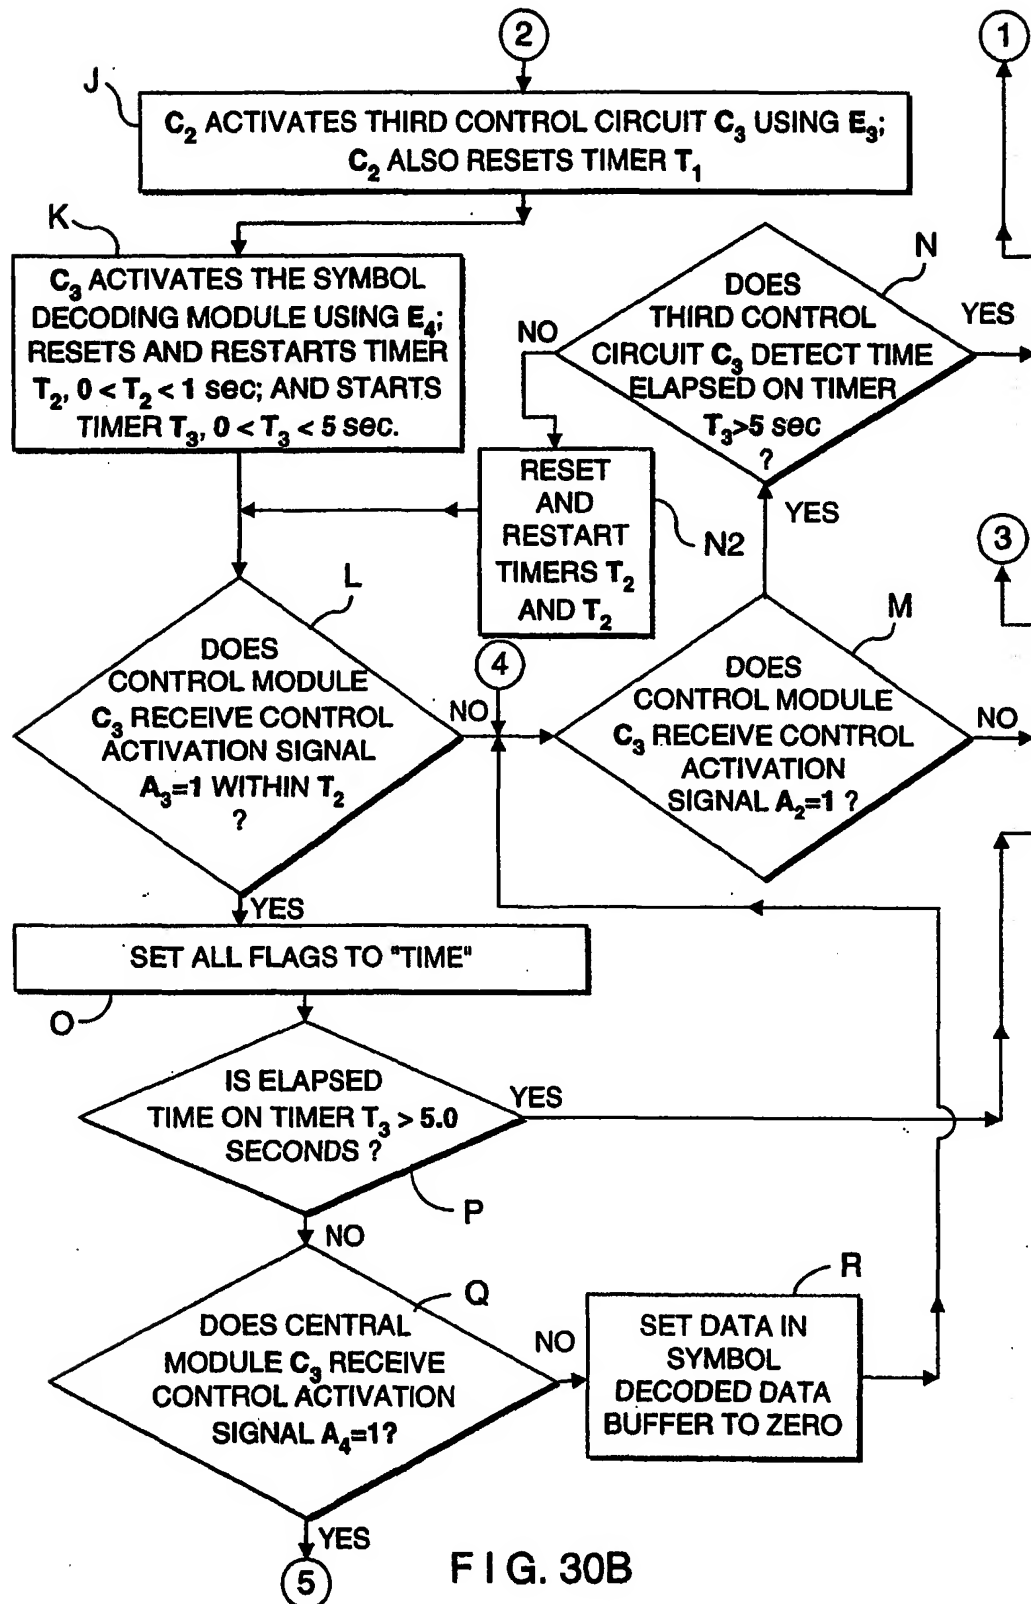 2
1
J
C₂ ACTIVATES THIRD CONTROL CIRCUIT C₃ USING E₃;
C₂ ALSO RESETS TIMER T₁
K
C₃ ACTIVATES THE SYMBOL
DECODING MODULE USING E₄;
RESETS AND RESTARTS TIMER
T₂, 0 < T₂ < 1 sec; AND STARTS
TIMER T₃, 0 < T₃ < 5 sec.
N
DOES
THIRD CONTROL
CIRCUIT C₃ DETECT TIME
ELAPSED ON TIMER
T₃>5 sec
?
NO
YES
YES
RESET
AND
RESTART
TIMERS T₂
AND T₂
N2
3
L
DOES
CONTROL MODULE
C₃ RECEIVE CONTROL
ACTIVATION SIGNAL
A₃=1 WITHIN T₂
?
NO
4
M
DOES
CONTROL MODULE
C₃ RECEIVE CONTROL
ACTIVATION
SIGNAL A₂=1 ?
NO
YES
SET ALL FLAGS TO "TIME"
O
IS ELAPSED
TIME ON TIMER T₃ > 5.0
SECONDS ?
YES
P
NO
Q
DOES CENTRAL
MODULE C₃ RECEIVE
CONTROL ACTIVATION
SIGNAL A₄=1?
NO
R
SET DATA IN
SYMBOL
DECODED DATA
BUFFER TO ZERO
YES
5
FIG. 30B